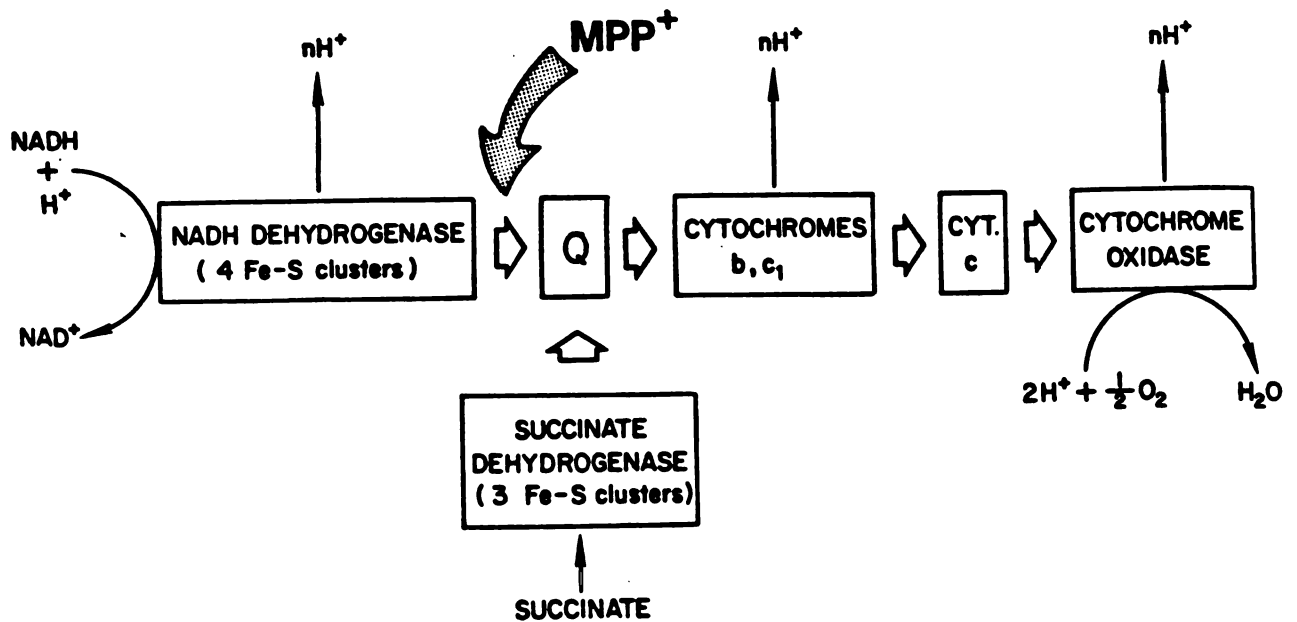 MPP⁺
nH⁺
nH⁺
nH⁺
NADH
+
H⁺
NADH DEHYDROGENASE
( 4 Fe-S clusters )
Q
CYTOCHROMES
b, c₁
CYT.
c
CYTOCHROME
OXIDASE
NAD⁺
2H⁺ + ½O₂
H₂O
SUCCINATE
DEHYDROGENASE
( 3 Fe-S clusters)
SUCCINATE